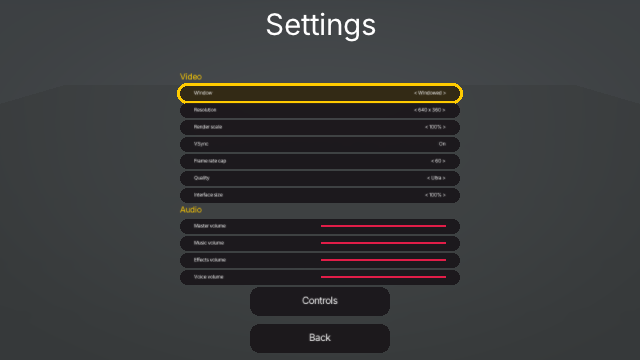 Settings
Video
Window < Windowed >
Resolution < 640 x 360 >
Render scale < 100% >
VSync On
Frame rate cap < 60 >
Quality < Ultra >
Interface size < 100% >
Audio
Master volume
Music volume
Effects volume
Voice volume
Controls
Back